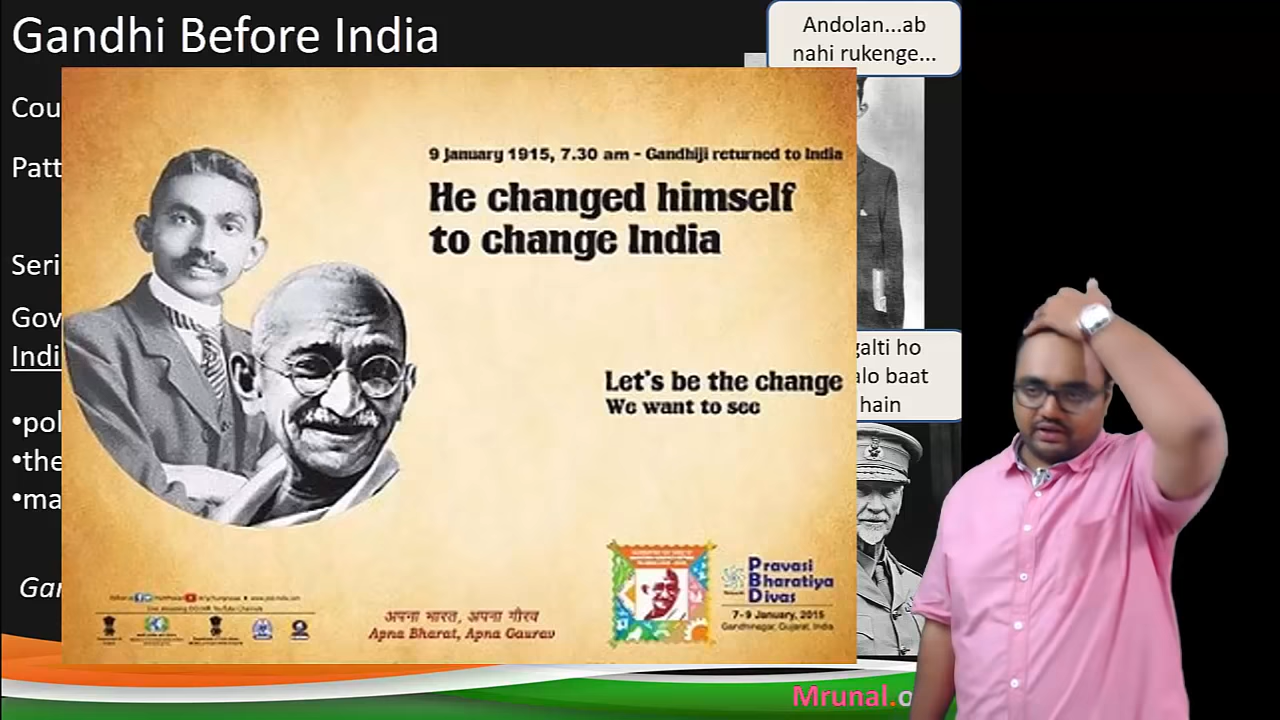 Gandhi Before India
Andolan...ab
nahi rukenge...
Cou
Patt
Seri
Gov
Indi
•pol
•the
•ma
Gar
9 January 1915, 7.30 am - Gandhiji returned to India
He changed himself
to change India
Let's be the change
We want to see
galti ho
alo baat
hain
Pravasi
Bharatiya
Divas
7-9 January, 2015
Gandhinagar, Gujarat, India
अपना भारत, अपना गौरव
Apna Bharat, Apna Gaurav
Mrunal.o